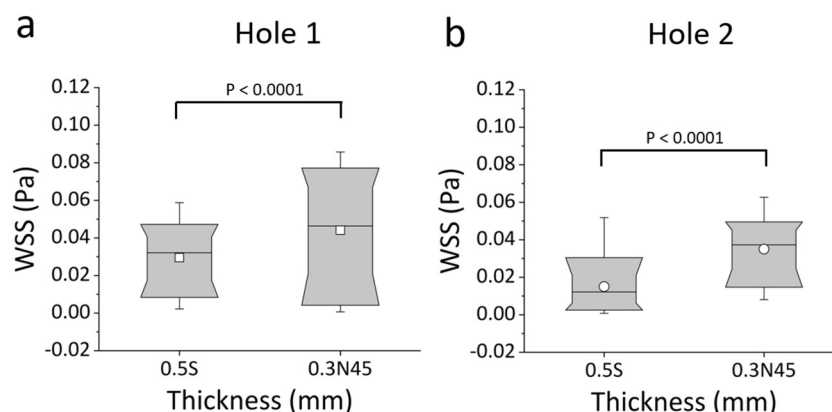 a
Hole 1
P < 0.0001
0.12
0.10
0.08
0.06
0.04
0.02
0.00
-0.02
WSS (Pa)
0.5S
0.3N45
Thickness (mm)
b
Hole 2
P < 0.0001
0.12
0.10
0.08
0.06
0.04
0.02
0.00
-0.02
WSS (Pa)
0.5S
0.3N45
Thickness (mm)